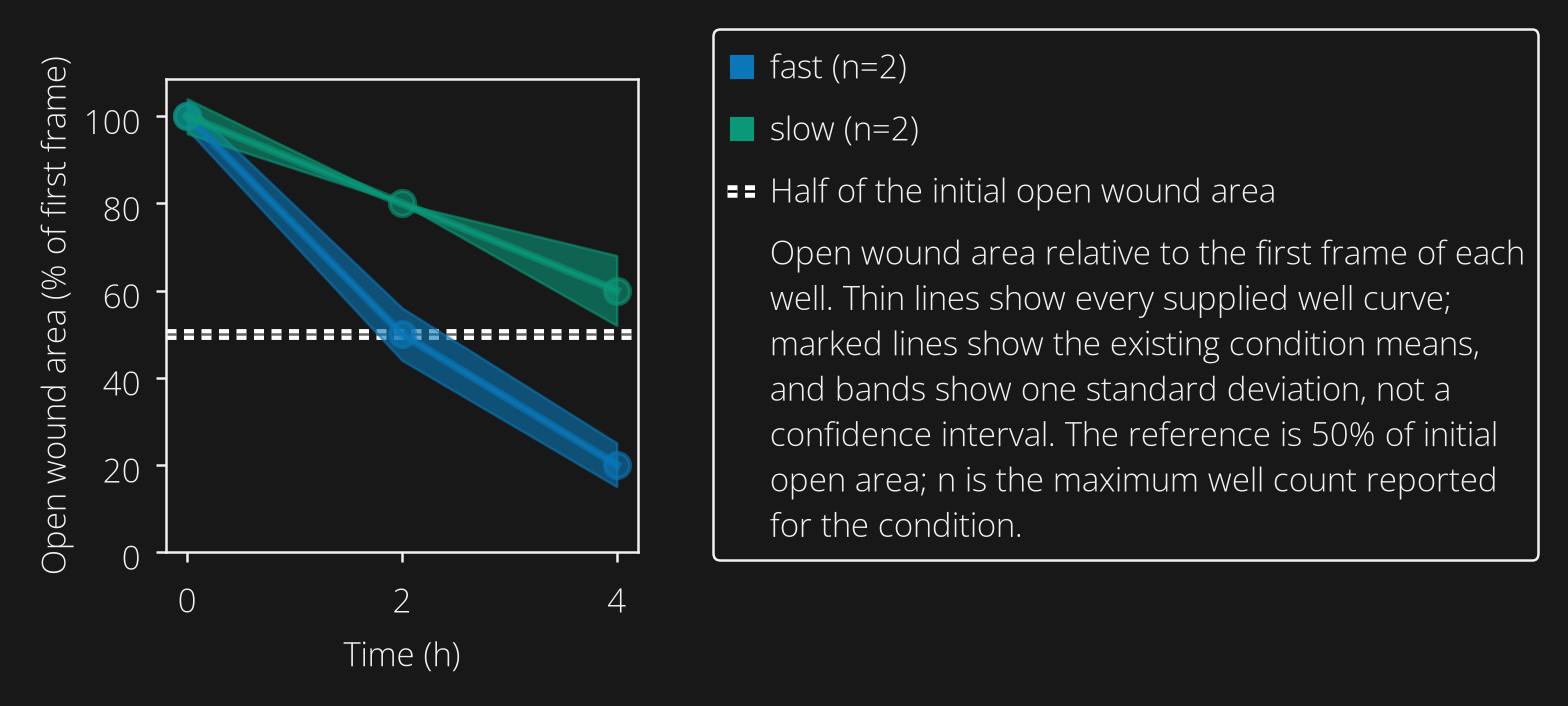 Open wound area (% of first frame)
100
80
60
40
20
0
0
2
4
Time (h)
fast (n=2)
slow (n=2)
Half of the initial open wound area
Open wound area relative to the first frame of each
well. Thin lines show every supplied well curve;
marked lines show the existing condition means,
and bands show one standard deviation, not a
confidence interval. The reference is 50% of initial
open area; n is the maximum well count reported
for the condition.